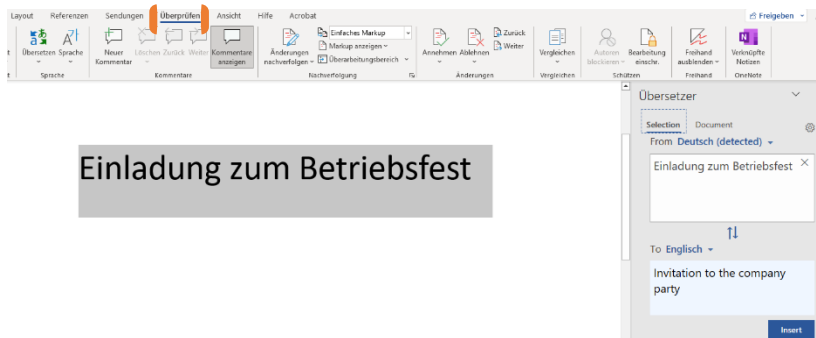 Layout Referenzen Sendungen Überprüfen Ansicht Hilfe Acrobat Freigeben
Einfaches Markup Zurück
Markup anzeigen Weiter
Übersetzen Sprache Neuer Löschen Zurück Weiter Kommentare Änderungen Überarbeitungsbereich Annehmen Ablehnen Vergleichen Autoren Bearbeitung Freihand Verknüpfte
Kommentar anzeigen nachverfolgen blockieren einschr. ausblenden Notizen
Sprache Kommentare Nachverfolgung Änderungen Vergleichen Schützen Freihand OneNote
Übersetzer
Selection Document
From Deutsch (detected)
Einladung zum Betriebsfest
Einladung zum Betriebsfest
To Englisch
Invitation to the company
party
Insert